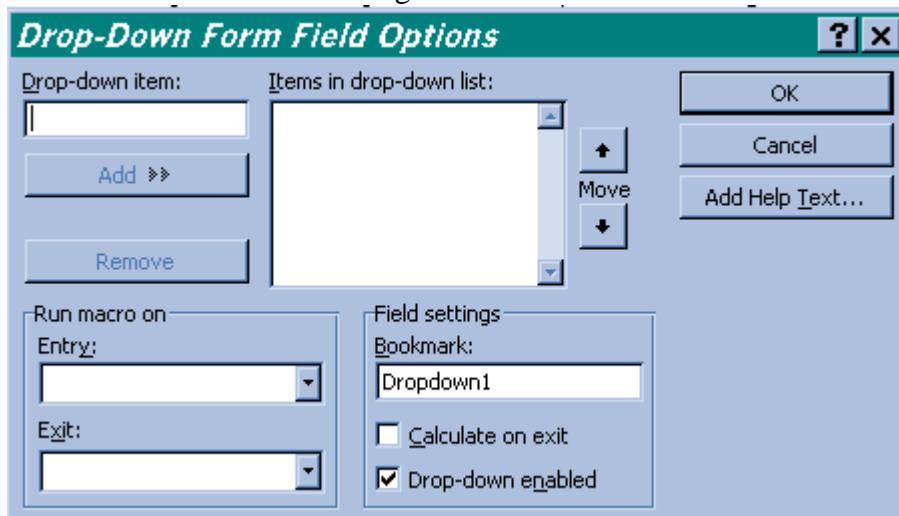 Drop-Down Form Field Options
Drop-down item:
Items in drop-down list:
OK
Cancel
Add Help Text...
Add
Move
Remove
Run macro on
Entry:
Exit:
Field settings
Bookmark:
Dropdown1
Calculate on exit
Drop-down enabled